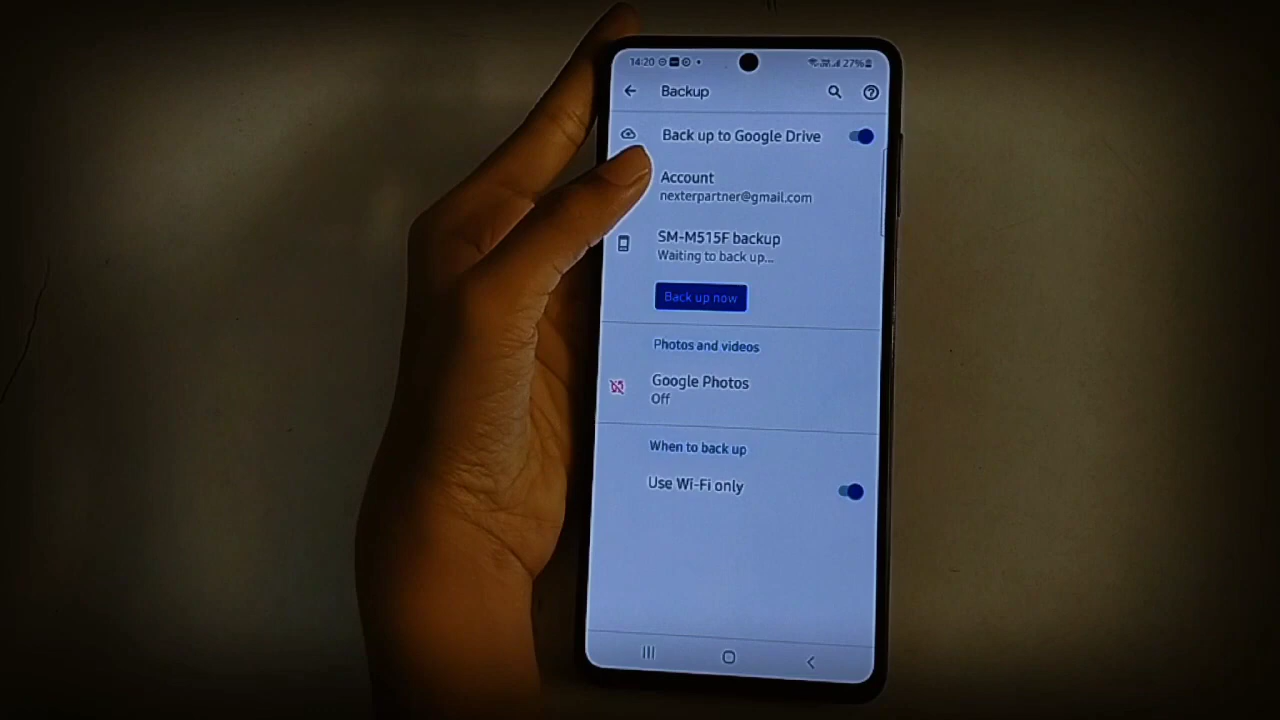 14:20
27%
Backup
Back up to Google Drive
Account
nexterpartner@gmail.com
SM-M515F backup
Waiting to back up...
Back up now
Photos and videos
Google Photos
Off
When to back up
Use Wi-Fi only